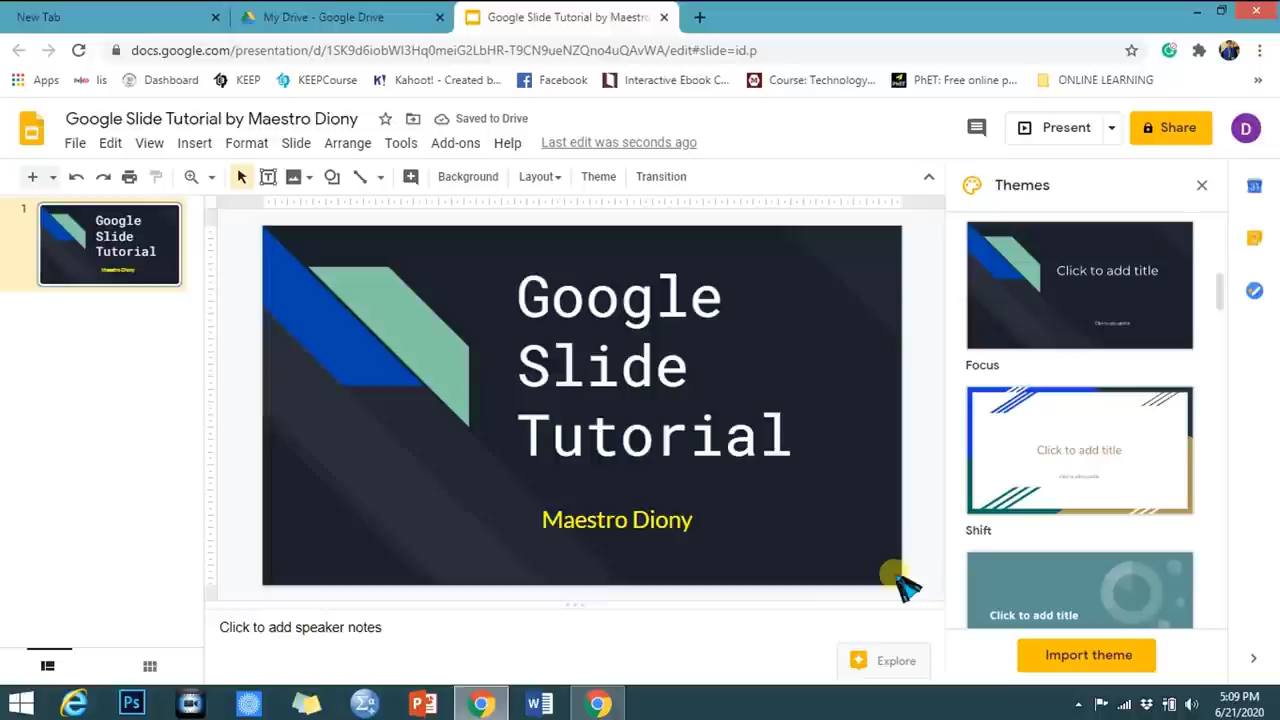 New Tab
My Drive - Google Drive
Google Slide Tutorial by Maestro
docs.google.com/presentation/d/1SK9d6iobWI3Hq0meiG2LbHR-T9CN9ueNZQno4uQAvWA/edit#slide=id.p
Apps
lis
Dashboard
KEEP
KEEPCourse
Kahoot! - Created b...
Facebook
Interactive Ebook C...
Course: Technology,...
PhET: Free online p...
ONLINE LEARNING
»
Google Slide Tutorial by Maestro Diony
Saved to Drive
Present
Share
D
File Edit View Insert Format Slide Arrange Tools Add-ons Help Last edit was seconds ago
Background Layout Theme Transition
Themes
1
Google
Slide
Tutorial
Maestro Diony
Google
Slide
Tutorial
Maestro Diony
Click to add title
Focus
Click to add title
Shift
Click to add title
Import theme
Click to add speaker notes
Explore
Ps
5:09 PM
6/21/2020